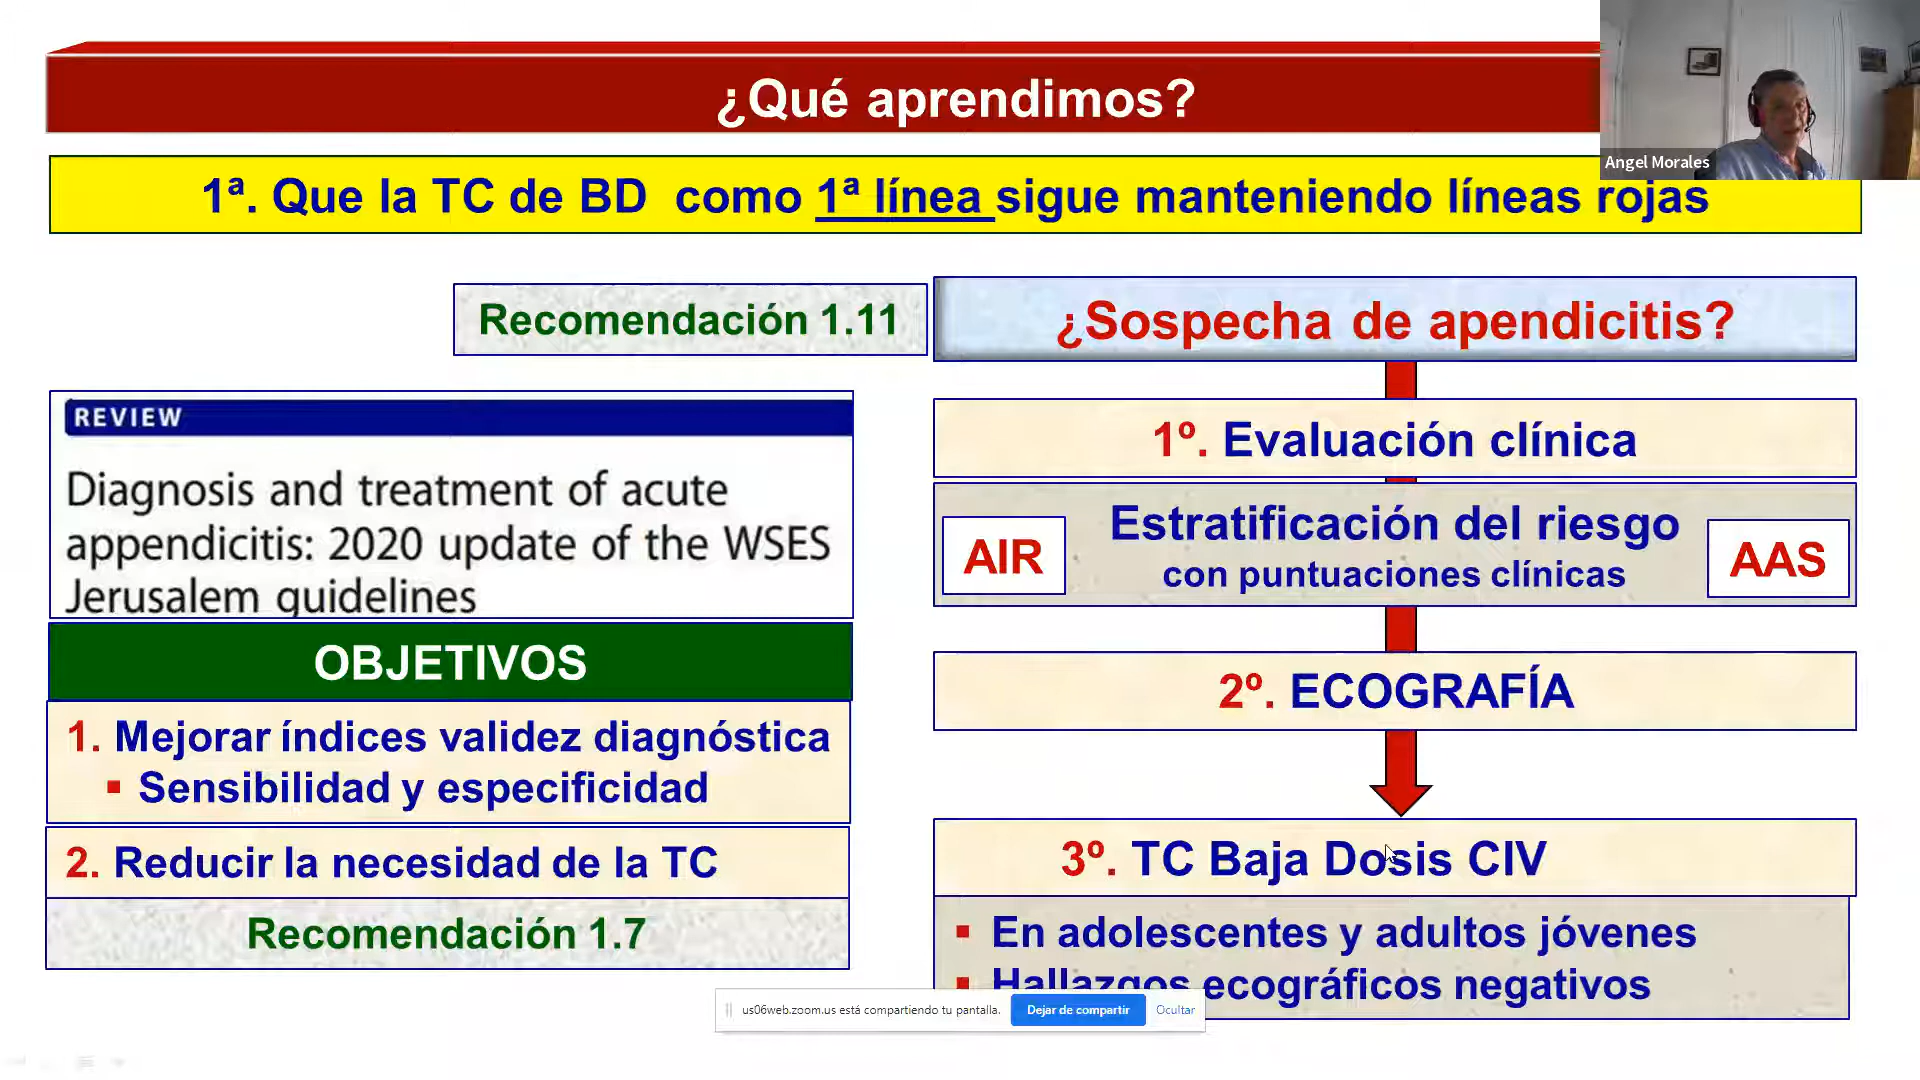 ¿Qué aprendimos?
Angel Morales
1ª. Que la TC de BD como 1ª línea sigue manteniendo líneas rojas
Recomendación 1.11
¿Sospecha de apendicitis?
REVIEW
Diagnosis and treatment of acute
appendicitis: 2020 update of the WSES
Jerusalem guidelines
OBJETIVOS
1. Mejorar índices validez diagnóstica
▪ Sensibilidad y especificidad
2. Reducir la necesidad de la TC
Recomendación 1.7
1º. Evaluación clínica
Estratificación del riesgo
con puntuaciones clínicas
AIR
AAS
2º. ECOGRAFÍA
3º. TC Baja Dosis CIV
▪ En adolescentes y adultos jóvenes
▪ Hallazgos ecográficos negativos
us06web.zoom.us está compartiendo tu pantalla.
Dejar de compartir
Ocultar